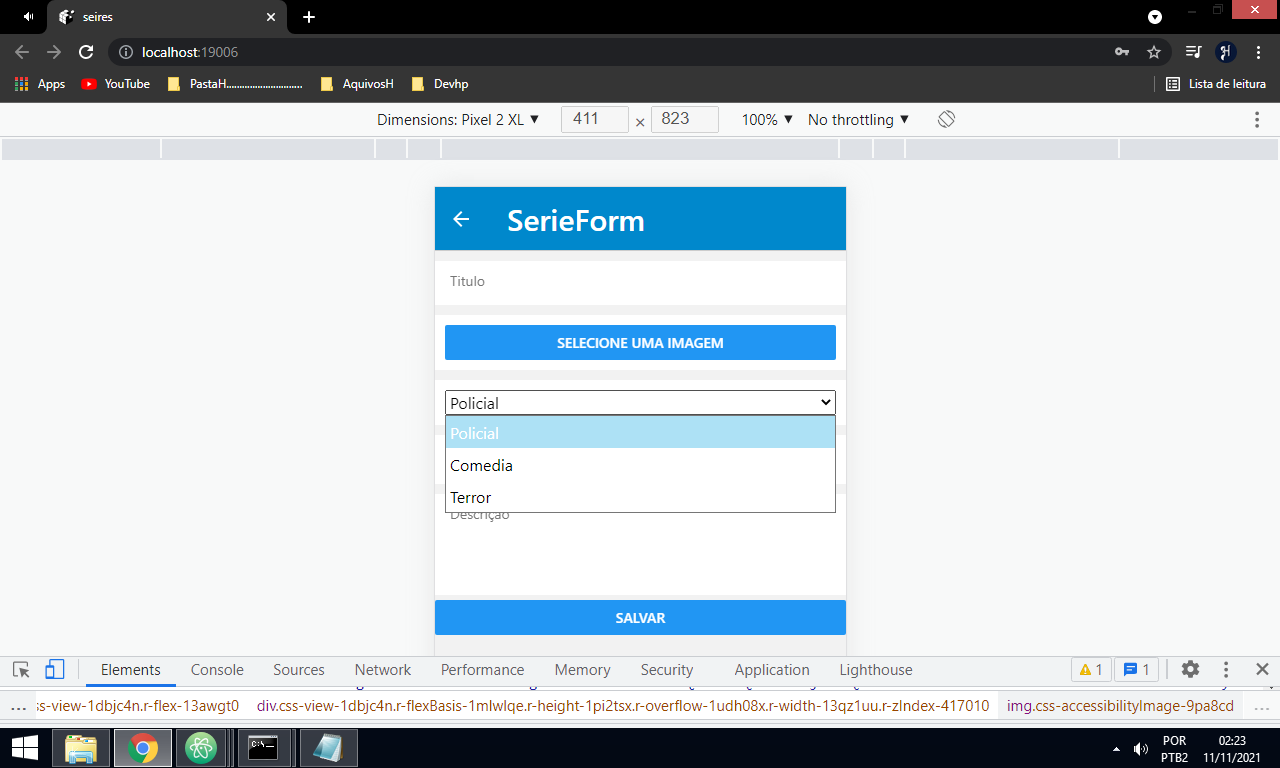 seires
localhost:19006
Apps YouTube PastaH............................. AquivosH Devhp Lista de leitura
Dimensions: Pixel 2 XL ▼ 411 × 823 100% ▼ No throttling ▼
SerieForm
Titulo
SELECIONE UMA IMAGEM
Policial
Policial
Comedia
Terror
Descrição
SALVAR
Elements Console Sources Network Performance Memory Security Application Lighthouse 1 1
... ss-view-1dbjc4n.r-flex-13awgt0 div.css-view-1dbjc4n.r-flexBasis-1mlwlqe.r-height-1pi2tsx.r-overflow-1udh08x.r-width-13qz1uu.r-zIndex-417010 img.css-accessibilityImage-9pa8cd ...
POR 02:23
PTB2 11/11/2021